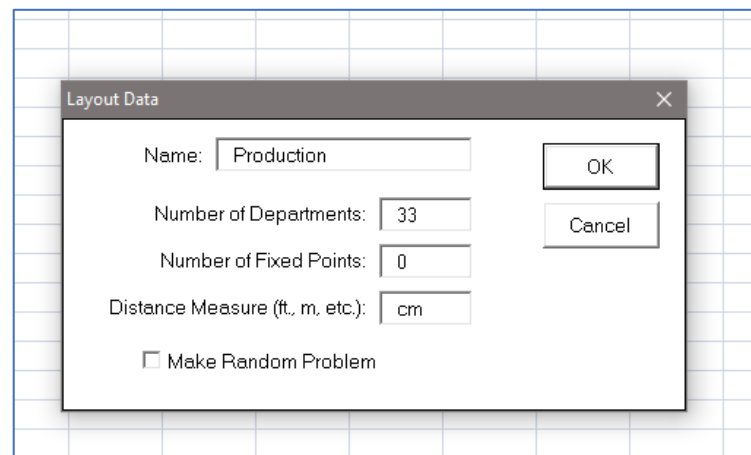 Layout Data
Name: Production
OK
Number of Departments: 33
Cancel
Number of Fixed Points: 0
Distance Measure (ft., m, etc.): cm
Make Random Problem